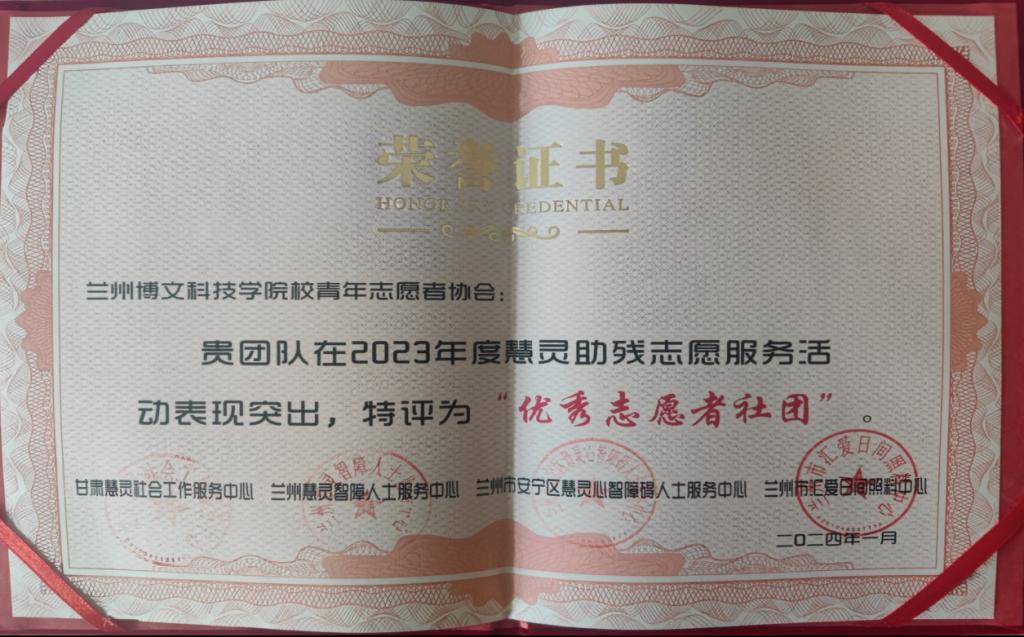 荣誉证书
HONOR CREDENTIAL
兰州博文科技学院校青年志愿者协会：
贵团队在2023年度慧灵助残志愿服务活
动表现突出，特评为“优秀志愿者社团”。
甘肃慧灵社会工作服务中心 兰州慧灵智障人士服务中心 兰州市安宁区慧灵心智障碍人士服务中心 兰州市汇爱日间照料中心
二〇二四年一月